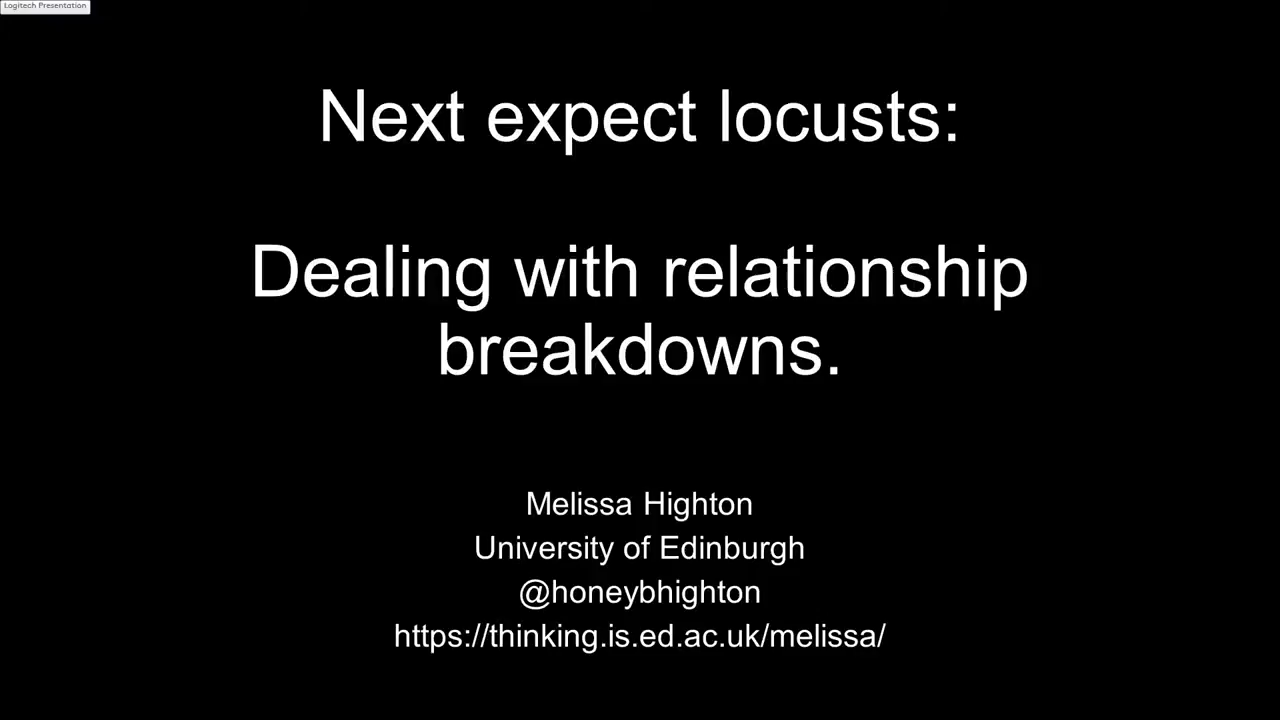 Logitech Presentation
Next expect locusts:
Dealing with relationship
breakdowns.
Melissa Highton
University of Edinburgh
@honeybhighton
https://thinking.is.ed.ac.uk/melissa/